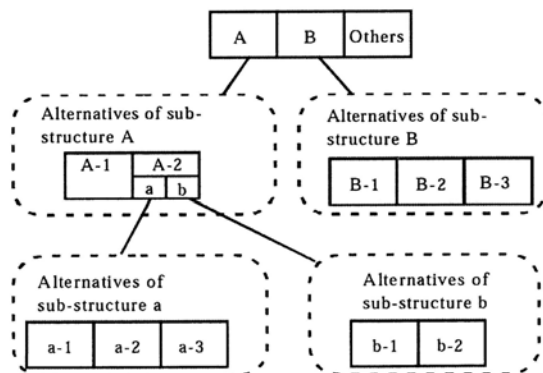 A B Others
Alternatives of sub-
structure A
A-1 A-2
a b
Alternatives of sub-
structure B
B-1 B-2 B-3
Alternatives of
sub-structure a
a-1 a-2 a-3
Alternatives of
sub-structure b
b-1 b-2